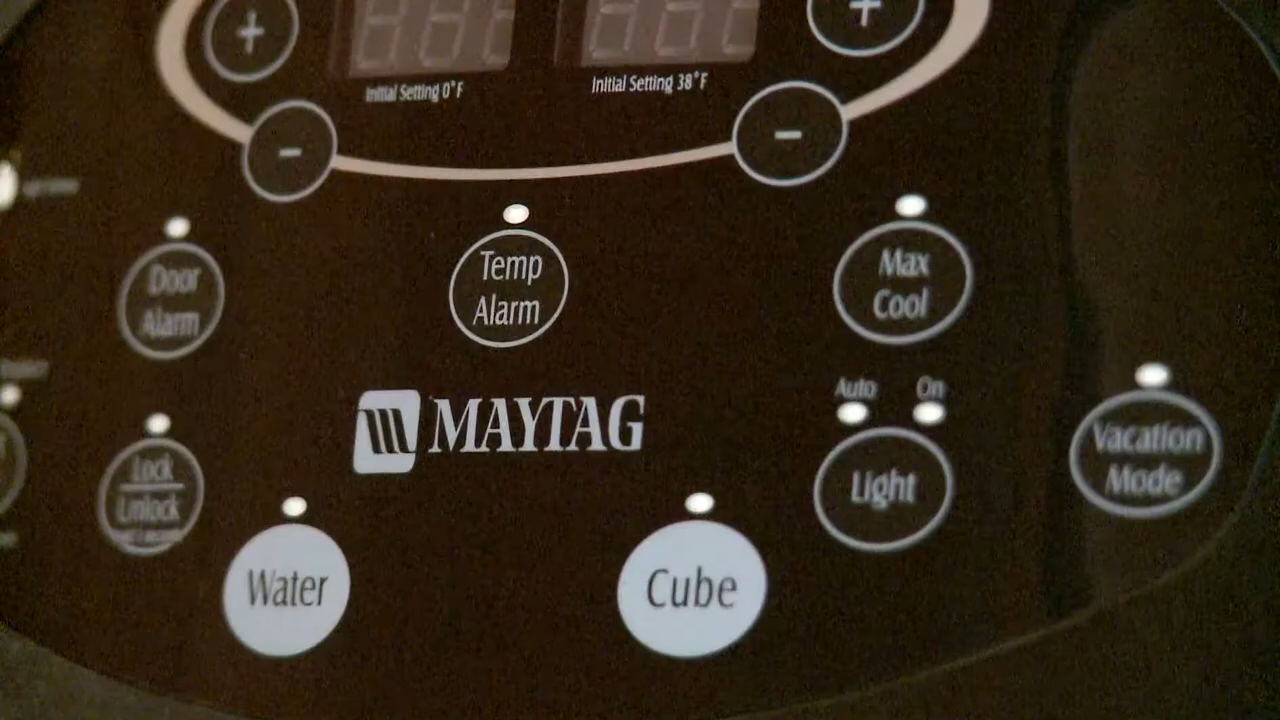 +
+
Initial Setting 0°F
Initial Setting 38°F
-
-
Door
Alarm
Temp
Alarm
Max
Cool
Auto
On
MAYTAG
Lock
Unlock
Light
Vacation
Mode
Water
Cube